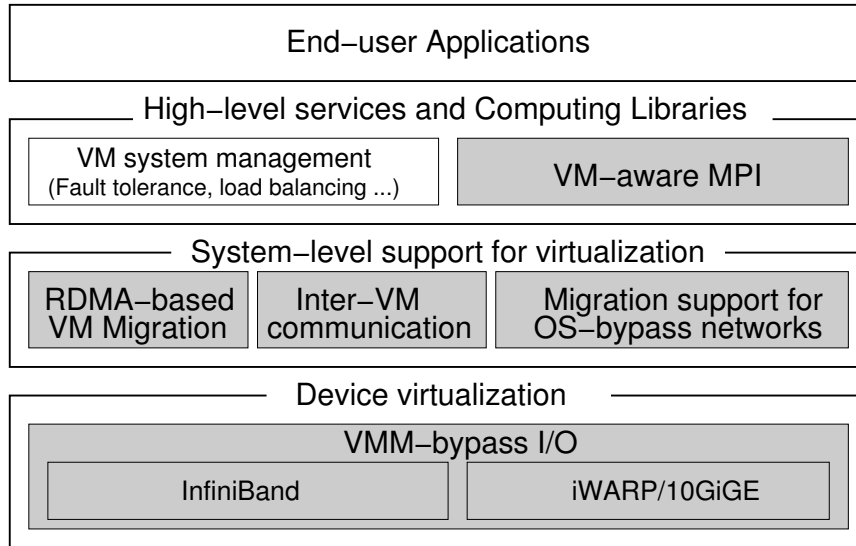 End−user Applications
High−level services and Computing Libraries
VM system management
(Fault tolerance, load balancing ...)
VM−aware MPI
System−level support for virtualization
RDMA−based
VM Migration
Inter−VM
communication
Migration support for
OS−bypass networks
Device virtualization
VMM−bypass I/O
InfiniBand
iWARP/10GiGE